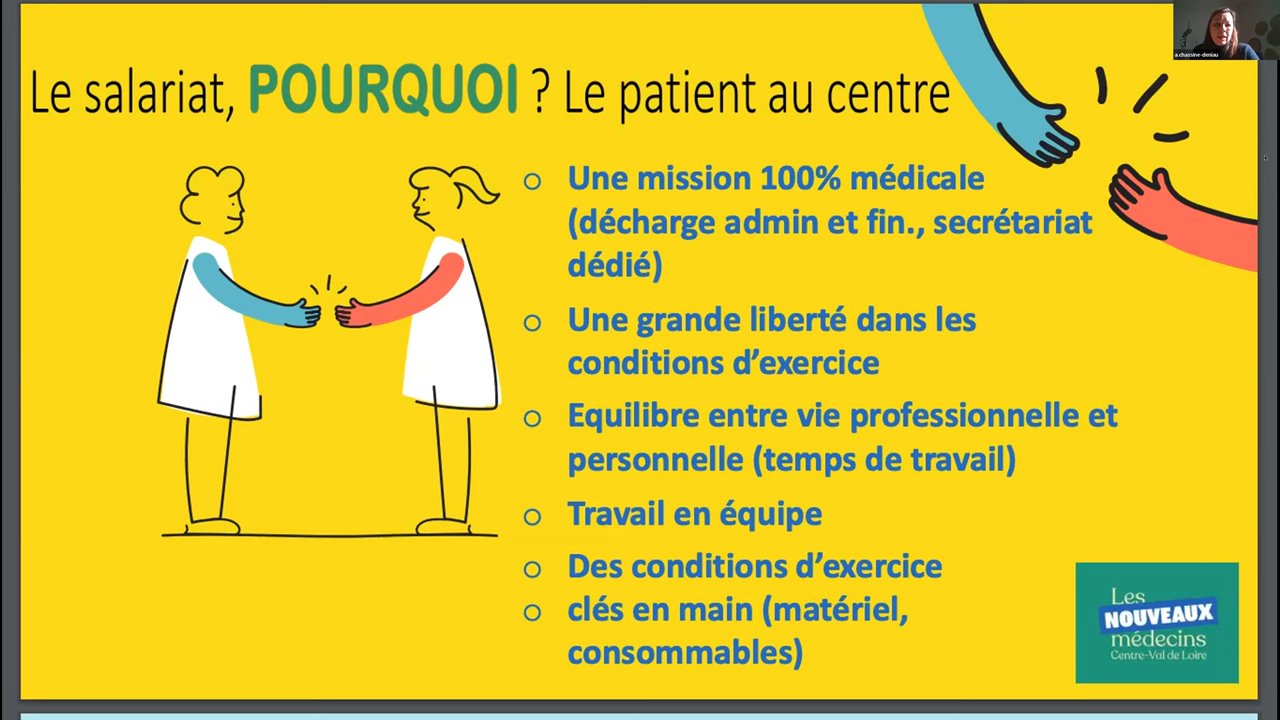 a.chassine-deniau
Le salariat, POURQUOI ? Le patient au centre
Une mission 100% médicale
(décharge admin et fin., secrétariat
dédié)
Une grande liberté dans les
conditions d’exercice
Equilibre entre vie professionnelle et
personnelle (temps de travail)
Travail en équipe
Des conditions d’exercice
clés en main (matériel,
consommables)
Les
NOUVEAUX
médecins
Centre-Val de Loire